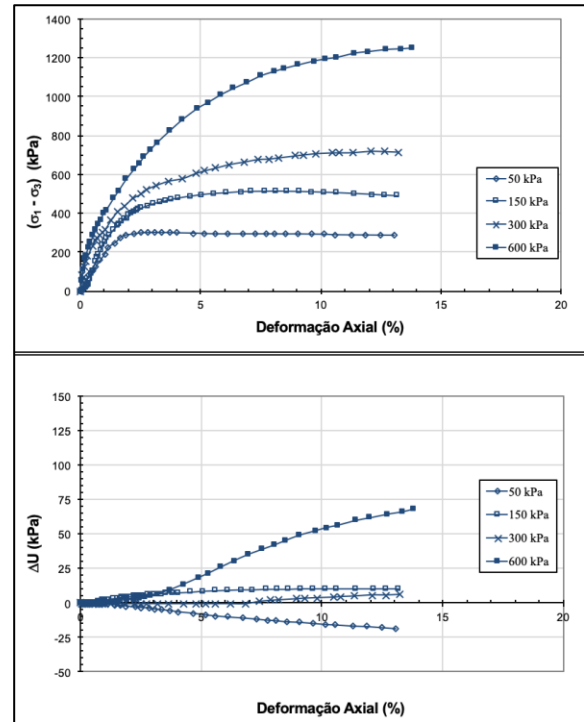 1400
1200
1000
800
600
400
200
0
(σ₁ - σ₃) (kPa)
50 kPa
150 kPa
300 kPa
600 kPa
0 5 10 15 20
Deformação Axial (%)
150
125
100
75
50
25
0
-25
-50
ΔU (kPa)
50 kPa
150 kPa
300 kPa
600 kPa
0 5 10 15 20
Deformação Axial (%)